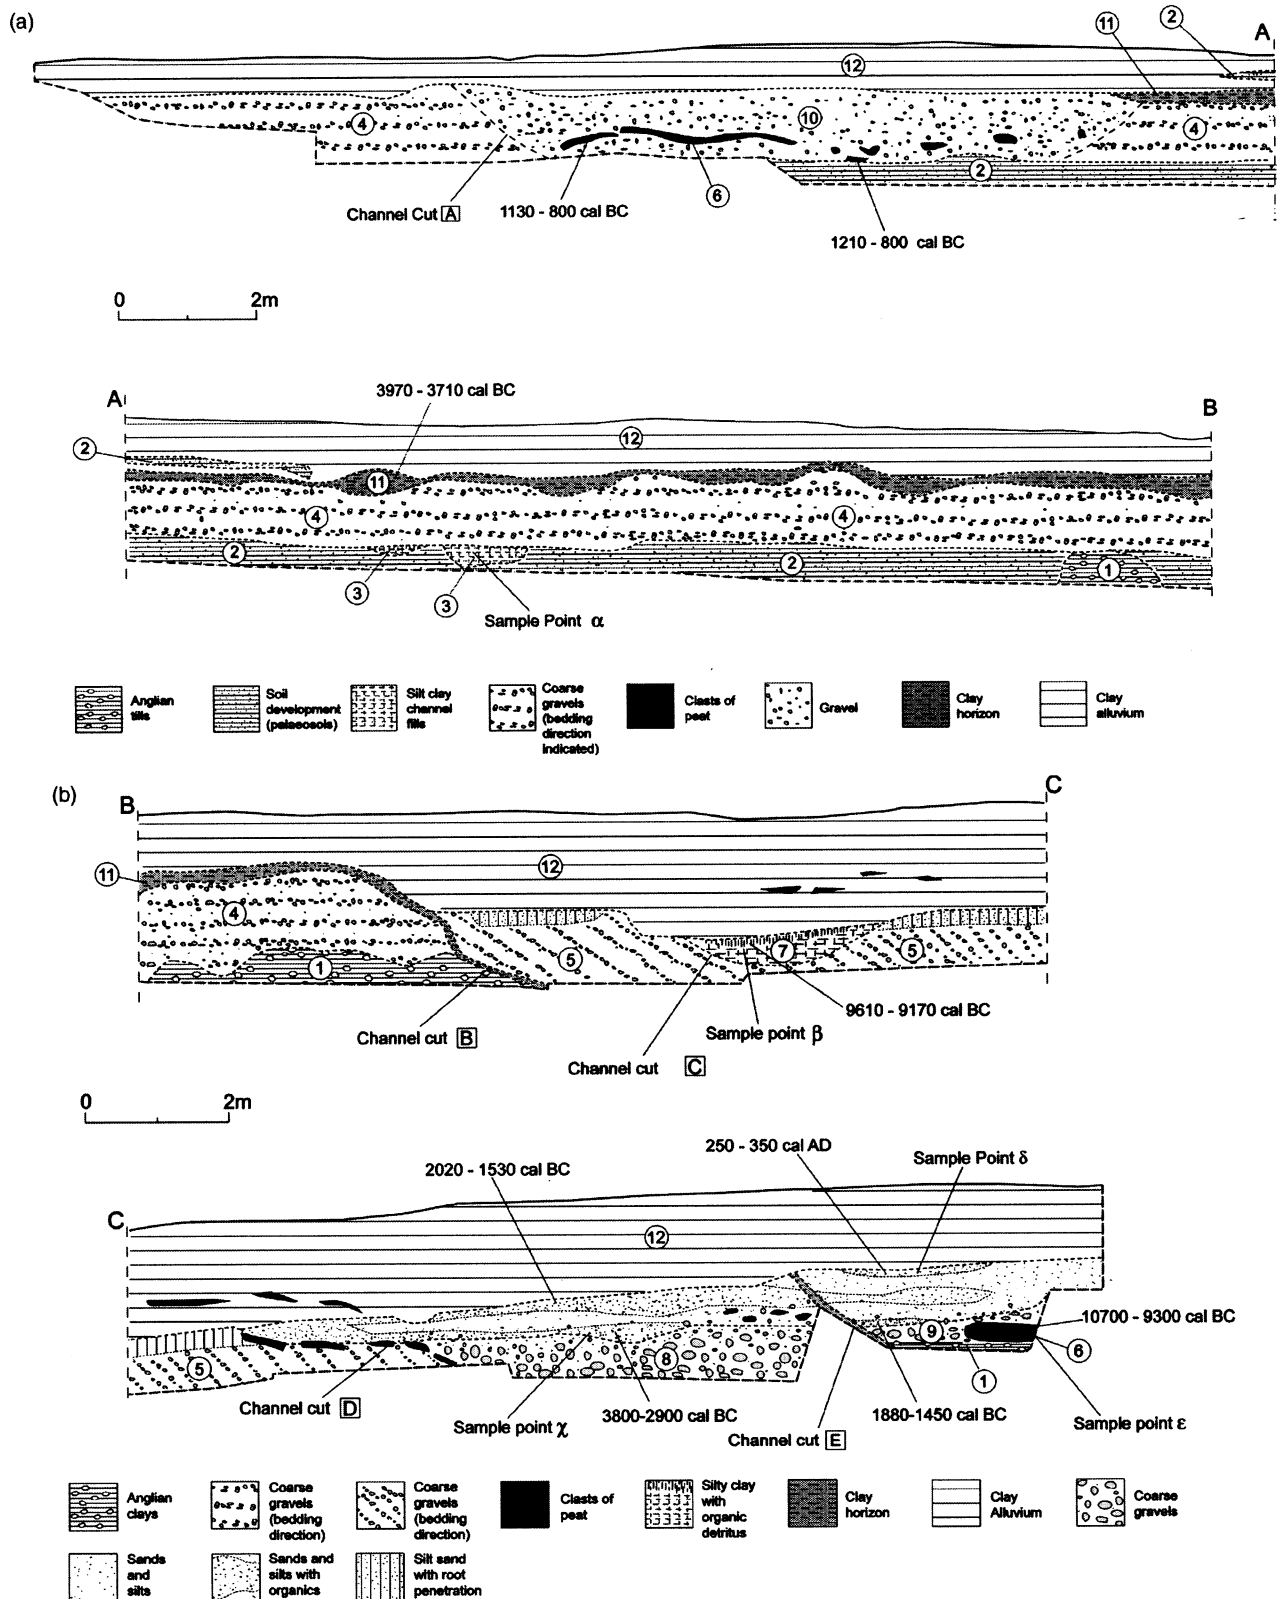 (a)
11
2
A
12
4
10
4
2
6
Channel Cut A
1130 - 800 cal BC
1210 - 800 cal BC
0 2m
3970 - 3710 cal BC
A
B
2
12
11
4
4
2
2
1
3
3
Sample Point α
Anglian
tills
Soil
development
(palaeosols)
Silt clay
channel
fills
Coarse
gravels
(bedding
direction
indicated)
Clasts of
peat
Gravel
Clay
horizon
Clay
alluvium
(b)
B
C
11
12
4
5
7
5
1
9610 - 9170 cal BC
Channel cut B
Sample point β
Channel cut C
0 2m
250 - 350 cal AD
2020 - 1530 cal BC
Sample Point δ
C
12
10700 - 9300 cal BC
9
5
8
6
1
Channel cut D
Sample point χ
3800-2900 cal BC
1880-1450 cal BC
Channel cut E
Sample point ε
Anglian
clays
Coarse
gravels
(bedding
direction)
Coarse
gravels
(bedding
direction)
Clasts of
peat
Silty clay
with
organic
detritus
Clay
horizon
Clay
Alluvium
Coarse
gravels
Sands
and
silts
Sands and
silts with
organics
Silt sand
with root
penetration